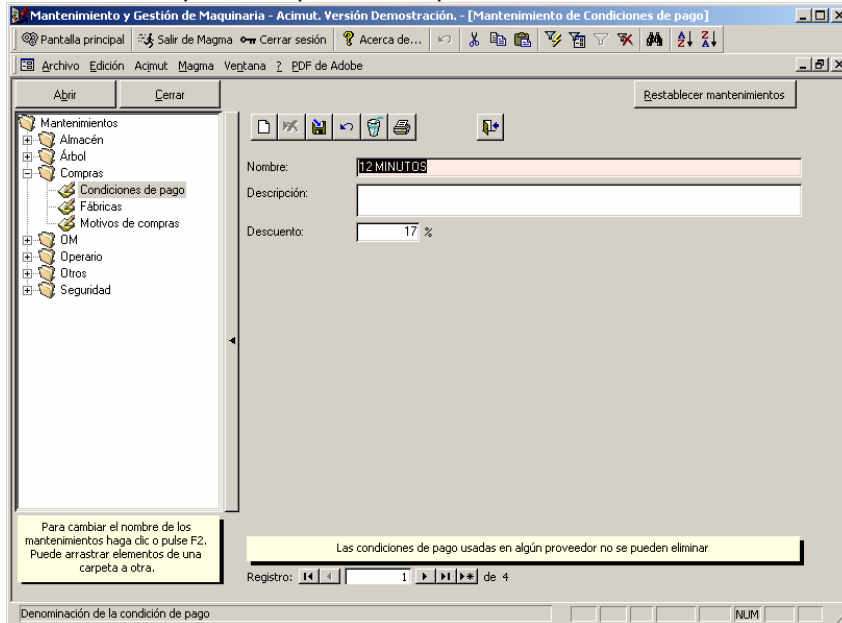 Mantenimiento y Gestión de Maquinaria - Acimut. Versión Demostración. - [Mantenimiento de Condiciones de pago]
Pantalla principal Salir de Magma Cerrar sesión Acerca de...
Archivo Edición Acimut Magma Ventana ? PDF de Adobe
Abrir Cerrar Restablecer mantenimientos
Mantenimientos
Almacén
Árbol
Compras
Condiciones de pago
Fábricas
Motivos de compras
OM
Operario
Otros
Seguridad
Nombre: 12 MINUTOS
Descripción:
Descuento: 17 %
Para cambiar el nombre de los
mantenimientos haga clic o pulse F2.
Puede arrastrar elementos de una
carpeta a otra.
Las condiciones de pago usadas en algún proveedor no se pueden eliminar
Registro: 1 de 4
Denominación de la condición de pago NUM